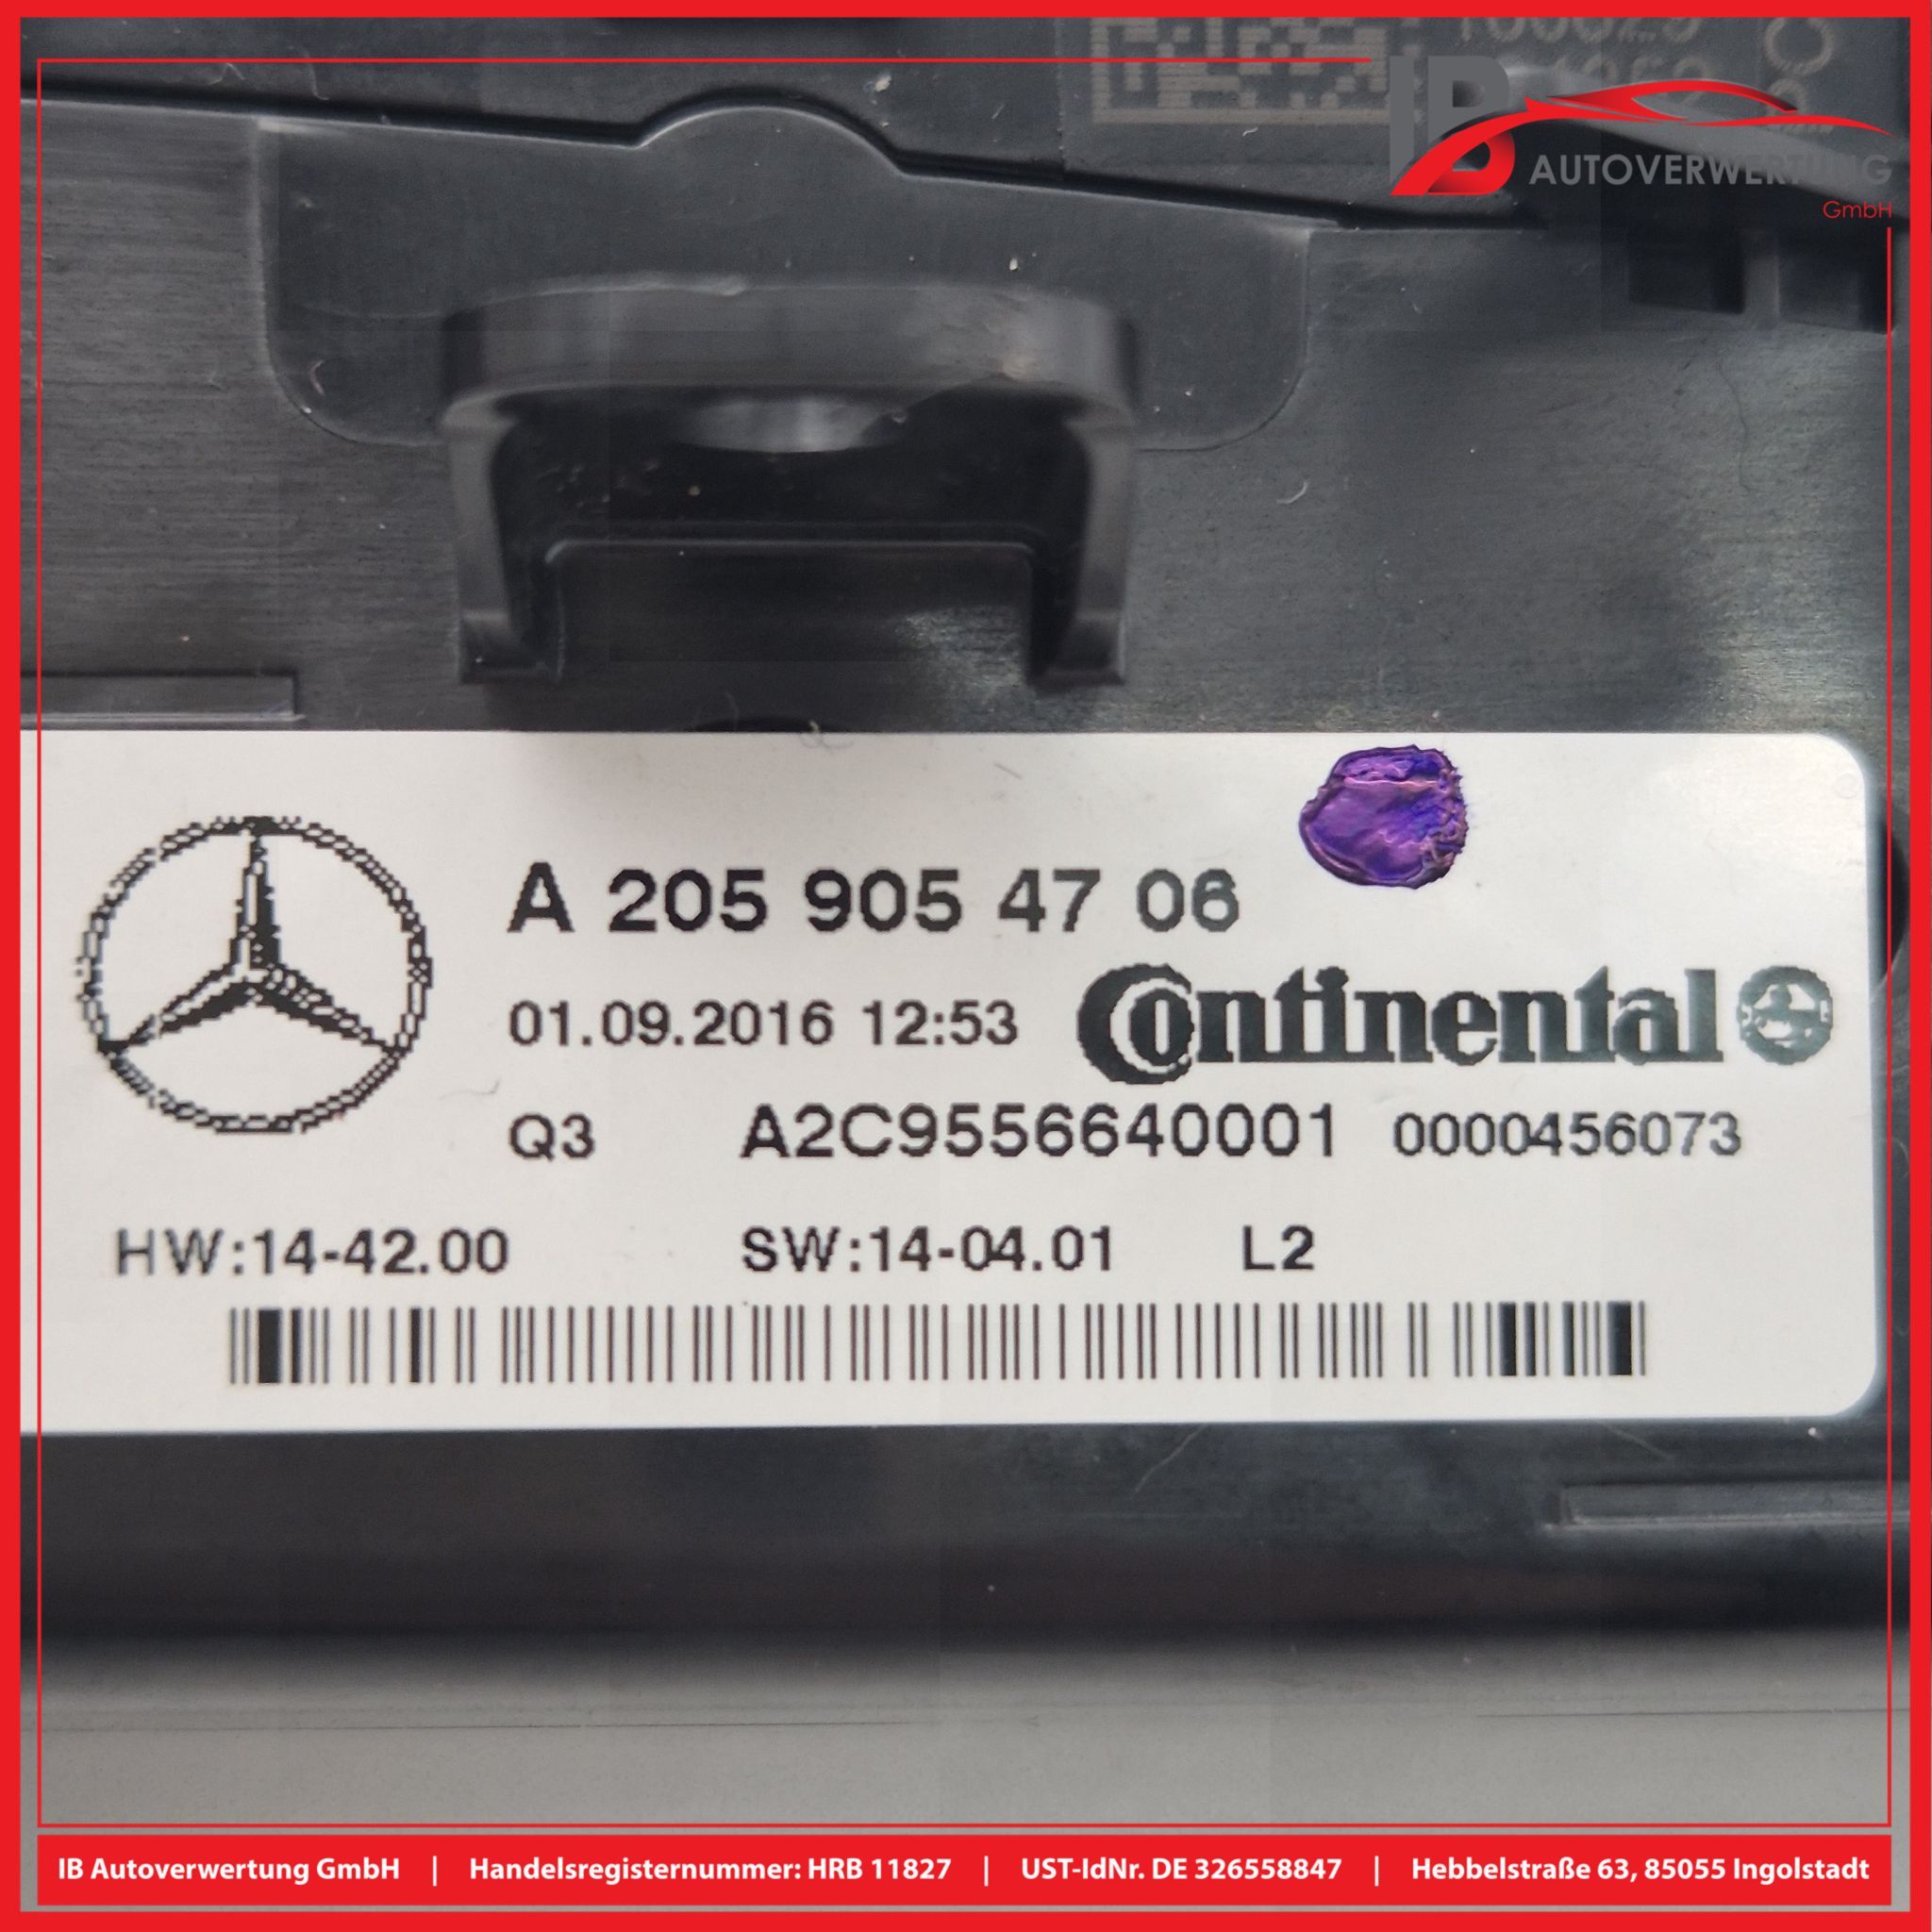 IB
AUTOVERWERTUNG
GmbH
A 205 905 47 06
01.09.2016 12:53
Continental
Q3 A2C9556640001 0000456073
HW:14-42.00 SW:14-04.01 L2
IB Autoverwertung GmbH | Handelsregisternummer: HRB 11827 | UST-IdNr. DE 326558847 | Hebbelstraße 63, 85055 Ingolstadt